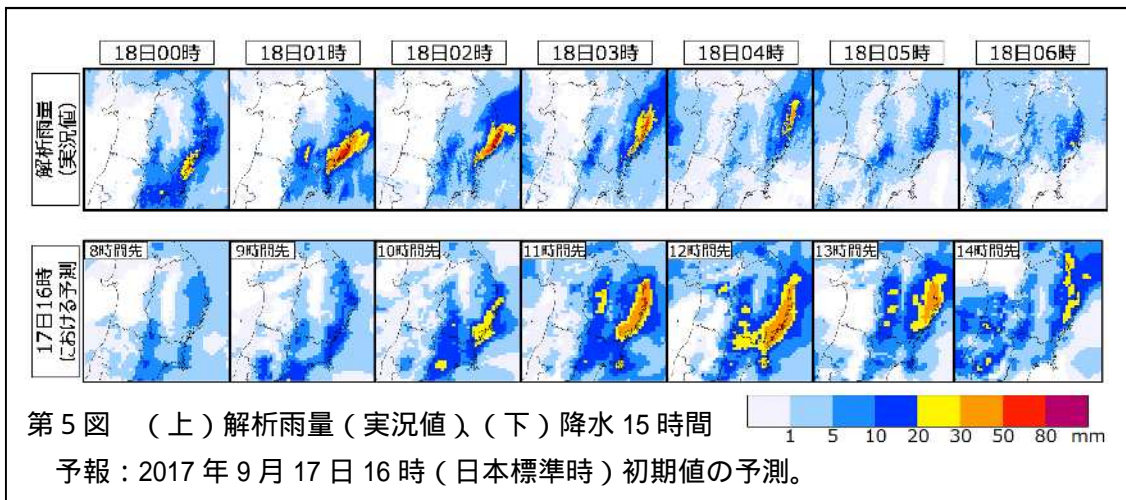 18日00時 18日01時 18日02時 18日03時 18日04時 18日05時 18日06時
解析雨量
(実況値)
8時間先 9時間先 10時間先 11時間先 12時間先 13時間先 14時間先
17日16時
における予測
1 5 10 20 30 50 80 mm
第5図 (上)解析雨量(実況値)、(下)降水15時間
予報:2017年9月17日16時(日本標準時)初期値の予測。